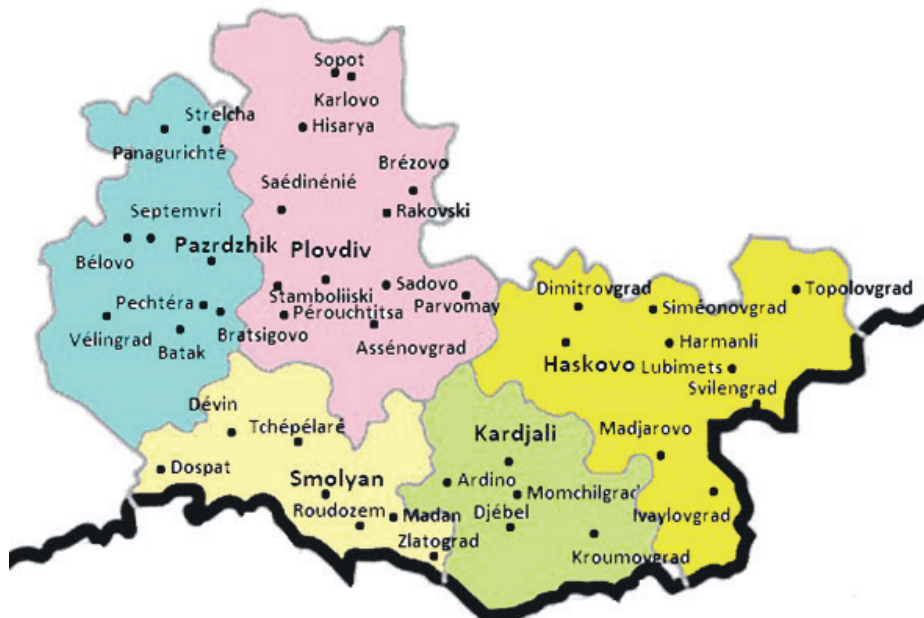 Sopot
Karlovo
Strelcha
Hisarya
Panagurichté
Brézovo
Saédinénié
Rakovski
Septemvri
Pazrdzhik
Plovdiv
Bélovo
Sadovo
Dimitrovgrad
Topolovgrad
Stamboliiski
Parvomay
Siméonovgrad
Pechtéra
Pérouchtitsa
Vélingrad
Bratsigovo
Assénovgrad
Harmanli
Batak
Haskovo
Lubimets
Svilengrad
Dévin
Tchépélaré
Kardjali
Madjarovo
Dospat
Smolyan
Ardino
Momchilgrad
Roudozem
Madan
Djébel
Ivaylovgrad
Zlatograd
Kroumovgrad